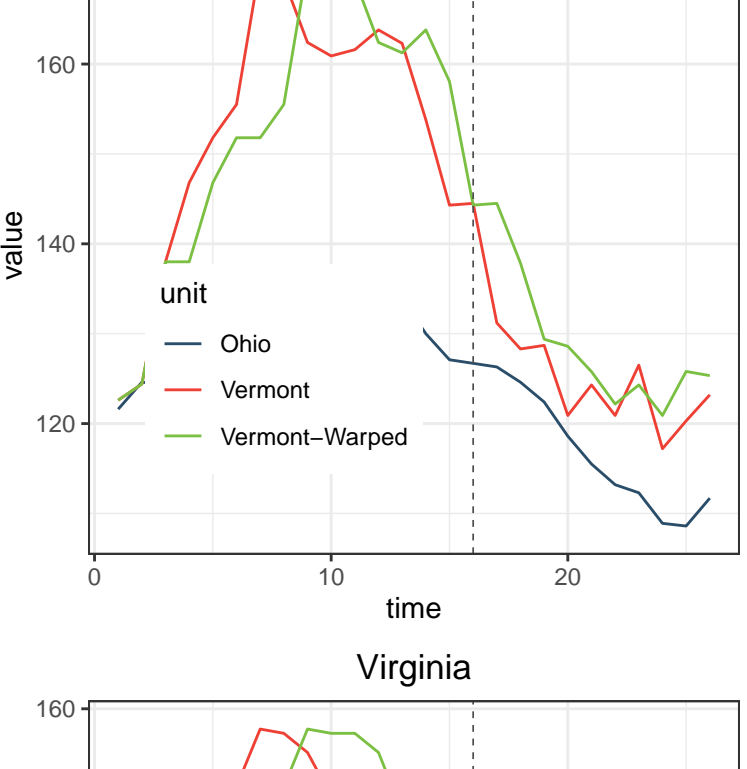 160
140
120
value
unit
Ohio
Vermont
Vermont−Warped
0 10 20
time
Virginia
160